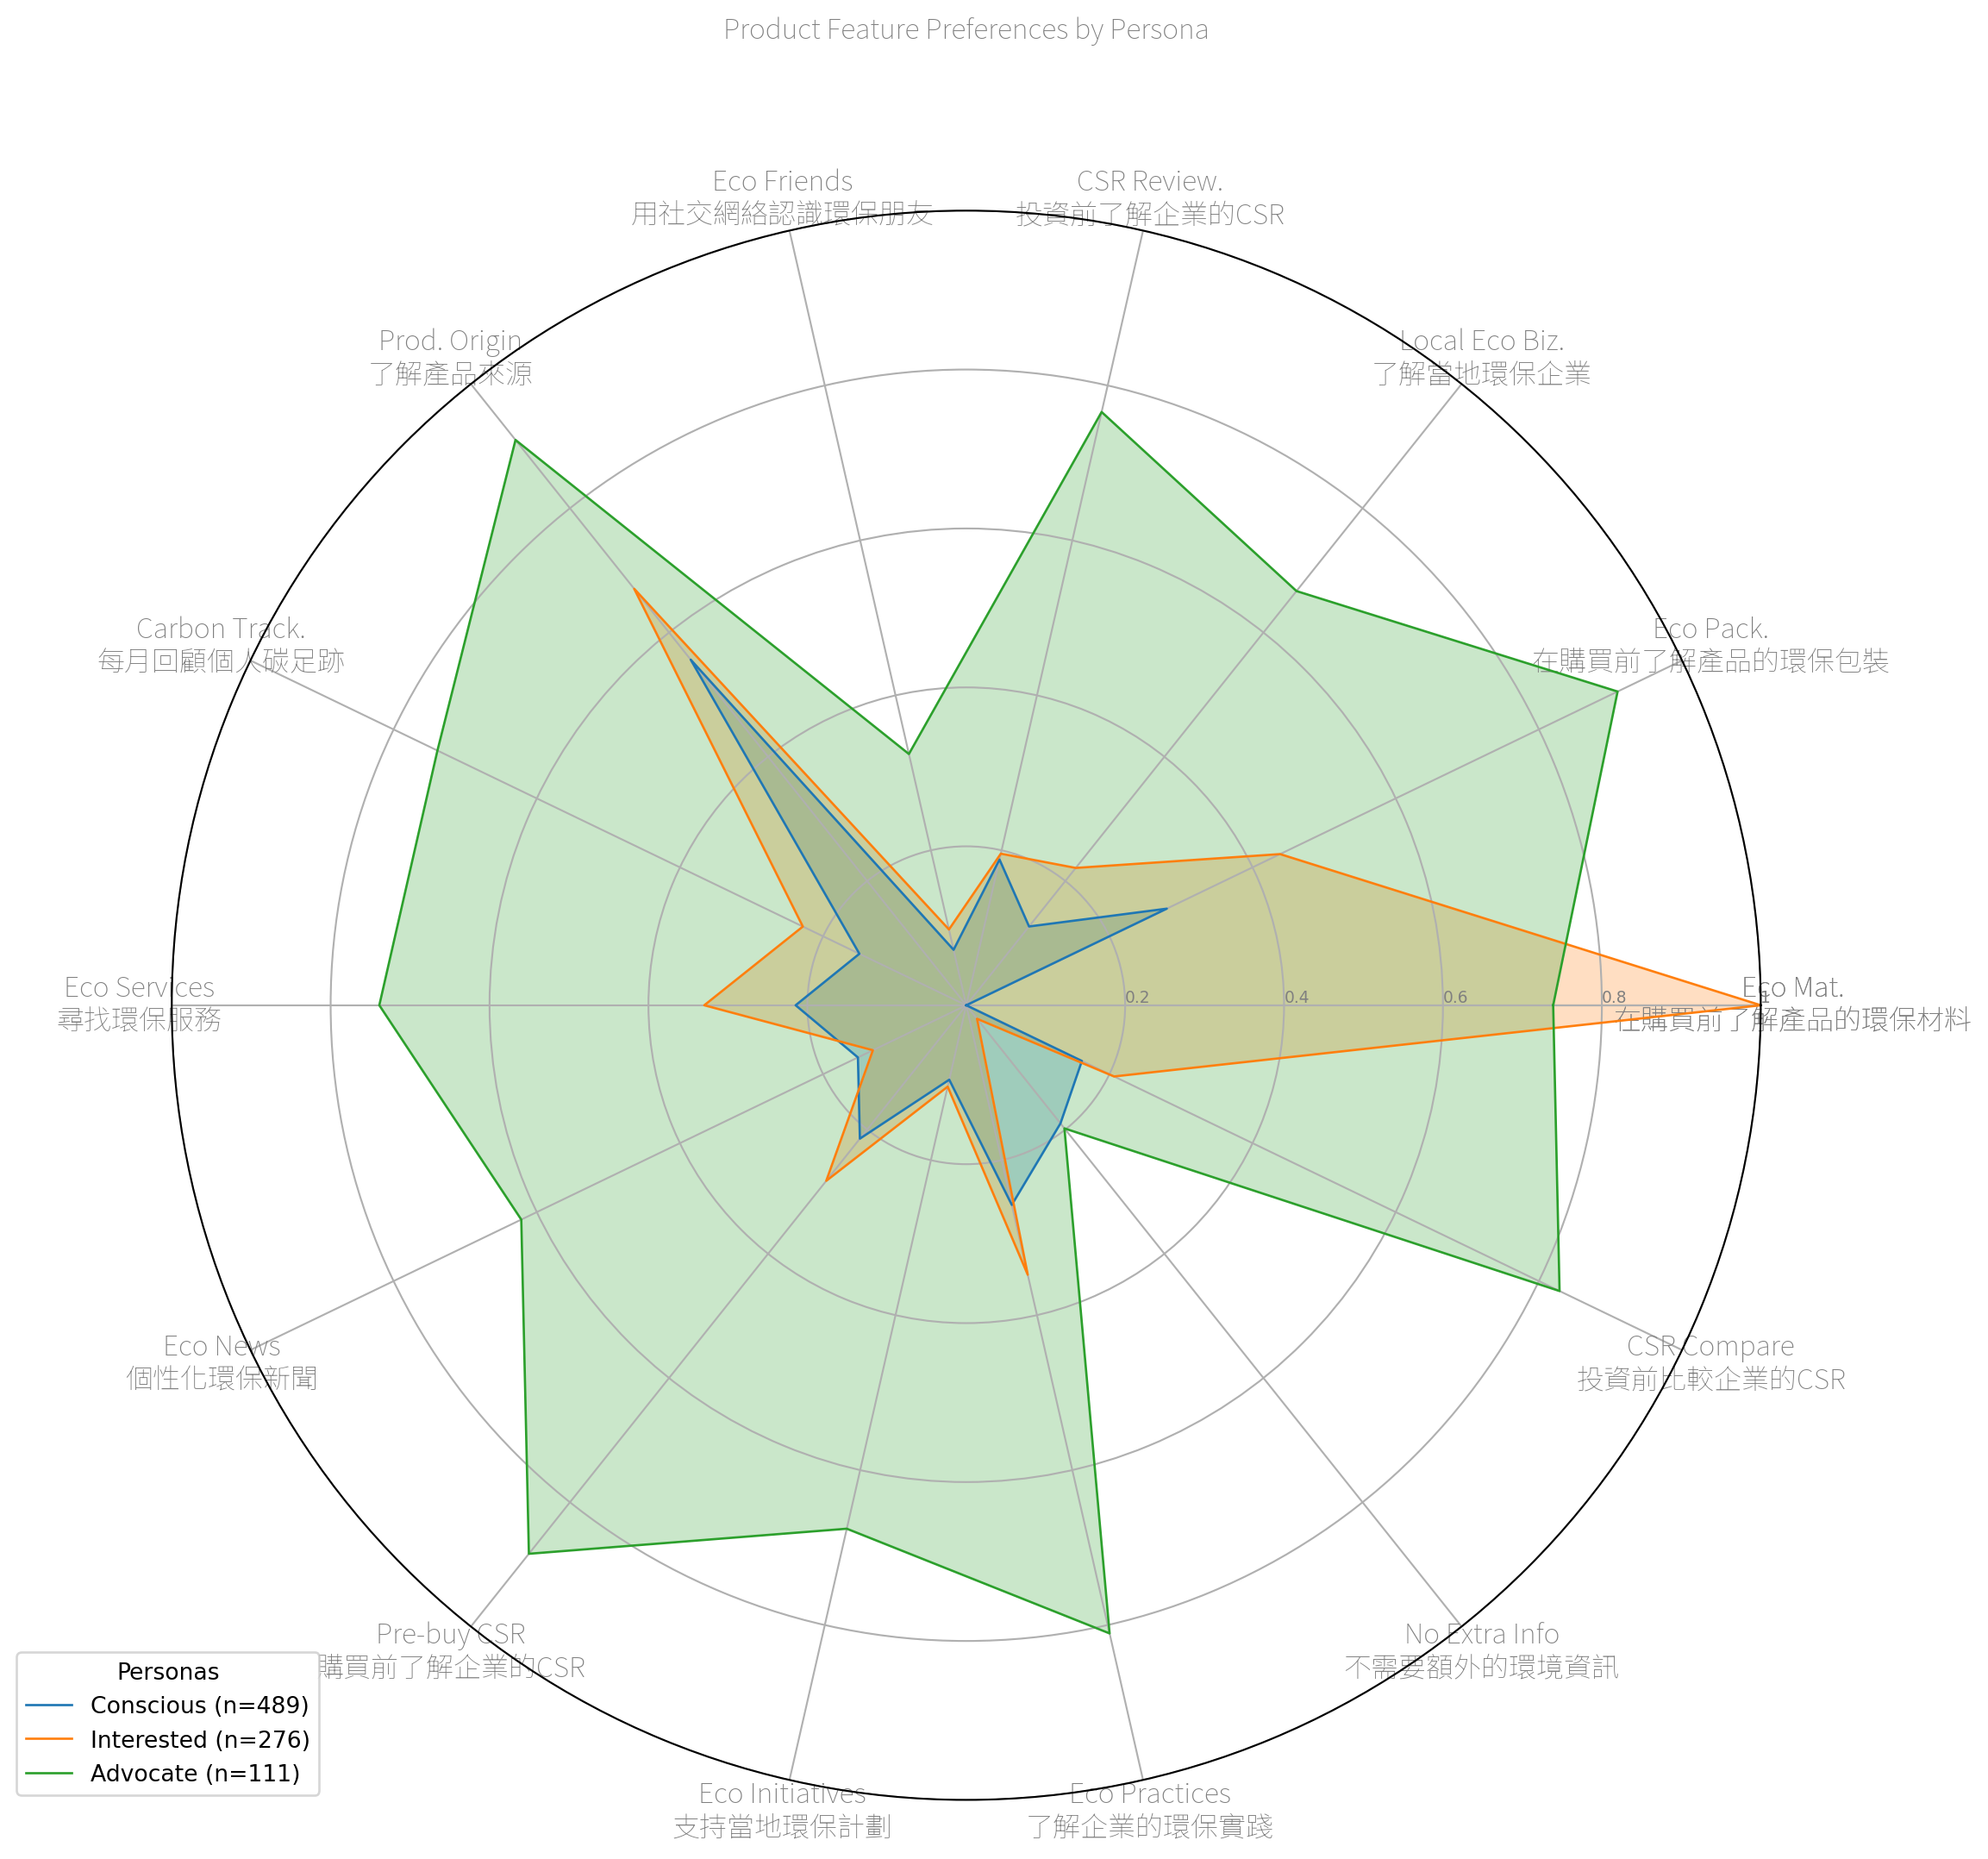 Product Feature Preferences by Persona
Eco Friends
用社交網絡認識環保朋友
CSR Review.
投資前了解企業的CSR
Prod. Origin
了解產品來源
Local Eco Biz.
了解當地環保企業
Carbon Track.
每月回顧個人碳足跡
Eco Pack.
在購買前了解產品的環保包裝
Eco Services
尋找環保服務
0.2
0.4
0.6
0.8
1
Eco Mat.
在購買前了解產品的環保材料
Eco News
個性化環保新聞
CSR Compare
投資前比較企業的CSR
Pre-buy CSR
購買前了解企業的CSR
No Extra Info
不需要額外的環境資訊
Eco Initiatives
支持當地環保計劃
Eco Practices
了解企業的環保實踐
Personas
Conscious (n=489)
Interested (n=276)
Advocate (n=111)